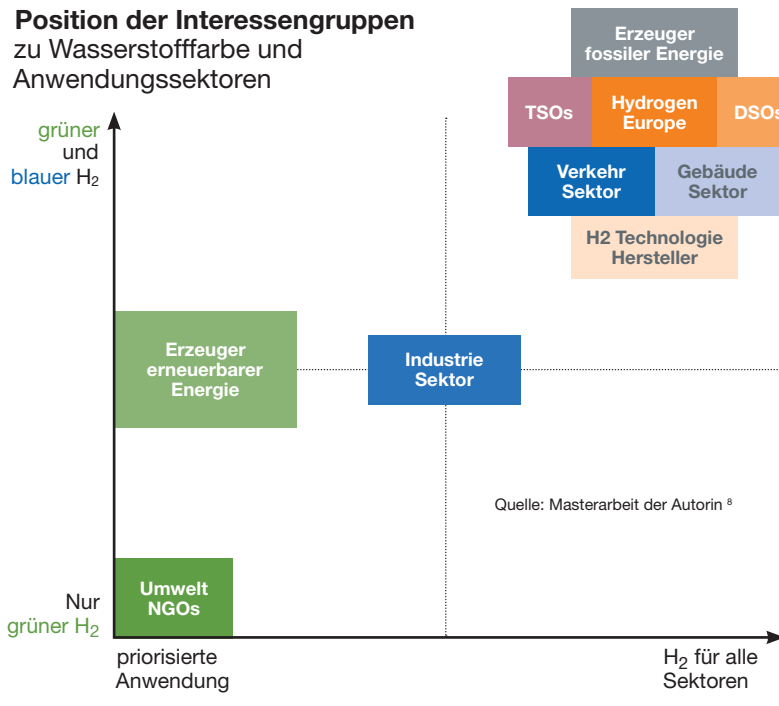 Position der Interessengruppen
zu Wasserstofffarbe und
Anwendungssektoren
Erzeuger
fossiler Energie
TSOs
Hydrogen
Europe
DSOs
Verkehr
Sektor
Gebäude
Sektor
H2 Technologie
Hersteller
grüner
und
blauer H₂
Erzeuger
erneuerbarer
Energie
Industrie
Sektor
Quelle: Masterarbeit der Autorin ⁸
Umwelt
NGOs
Nur
grüner H₂
priorisierte
Anwendung
H₂ für alle
Sektoren